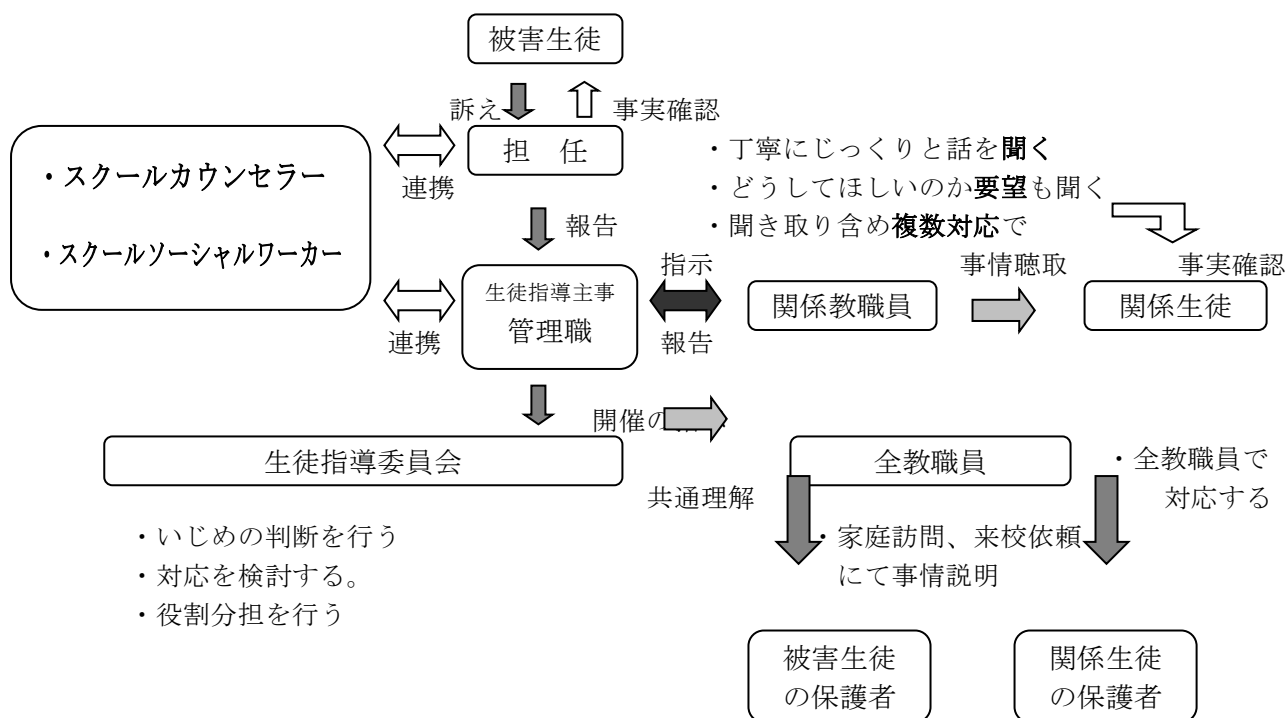 被害生徒
訴え
事実確認
担　任
・スクールカウンセラー
・スクールソーシャルワーカー
連携
・丁寧にじっくりと話を聞く
・どうしてほしいのか要望も聞く
・聞き取り含め複数対応で
報告
指示
事情聴取
事実確認
生徒指導主事
管理職
関係教職員
関係生徒
連携
報告
開催の
生徒指導委員会
全教職員
・全教職員で
対応する
共通理解
・いじめの判断を行う
・対応を検討する。
・役割分担を行う
・家庭訪問、来校依頼
にて事情説明
被害生徒
の保護者
関係生徒
の保護者